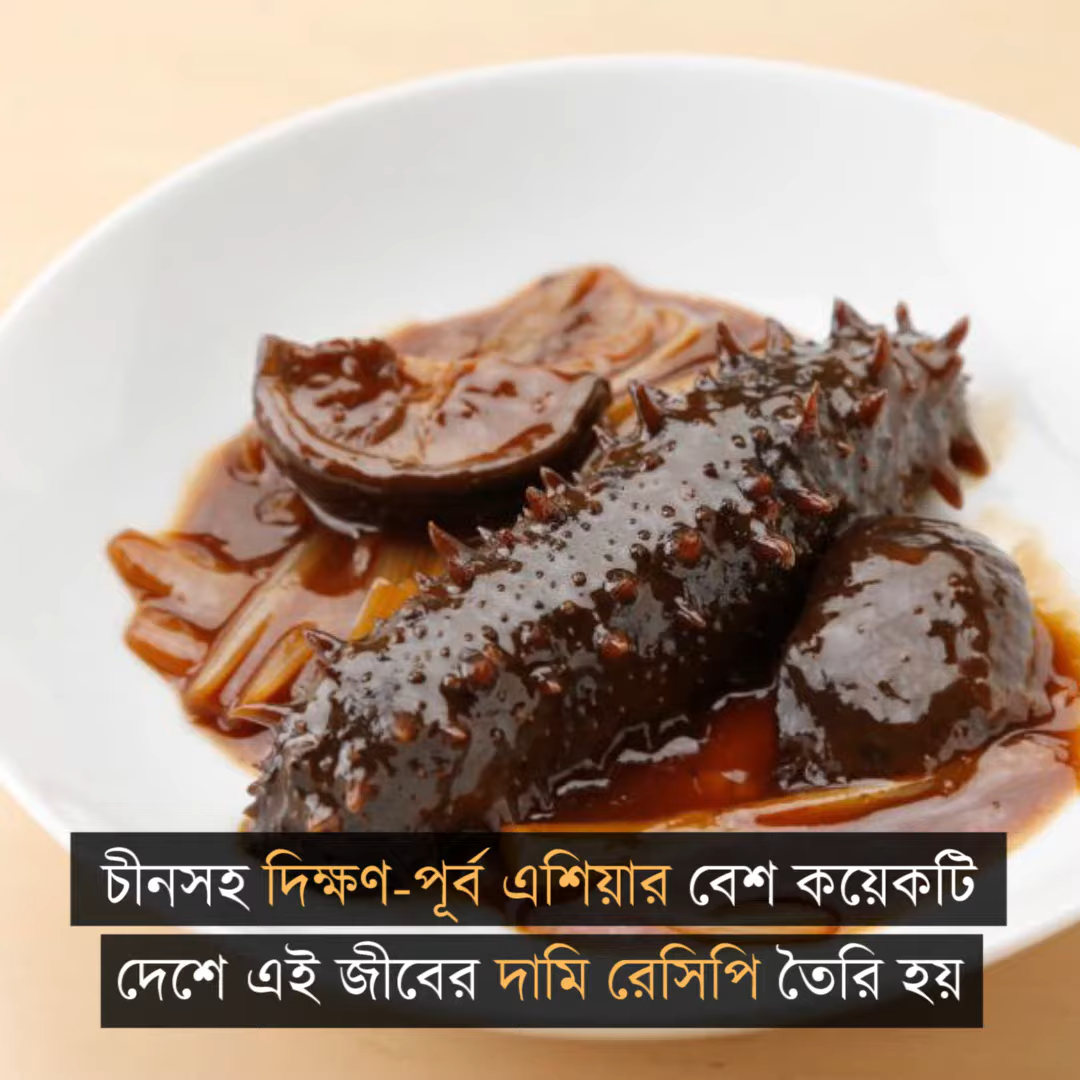 চীনসহ দিক্ষণ-পূর্ব এশিয়ার বেশ কয়েকটি
দেশে এই জীবের দামি রেসিপি তৈরি হয়